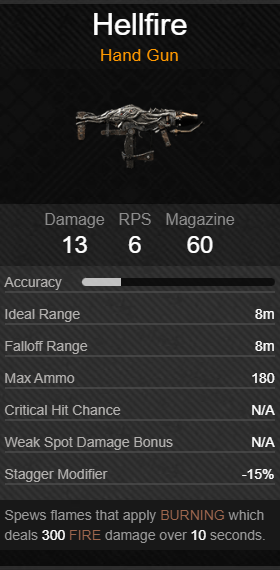 Hellfire
Hand Gun
Damage RPS Magazine
13 6 60
Accuracy
Ideal Range 8m
Falloff Range 8m
Max Ammo 180
Critical Hit Chance N/A
Weak Spot Damage Bonus N/A
Stagger Modifier -15%
Spews flames that apply BURNING which
deals 300 FIRE damage over 10 seconds.